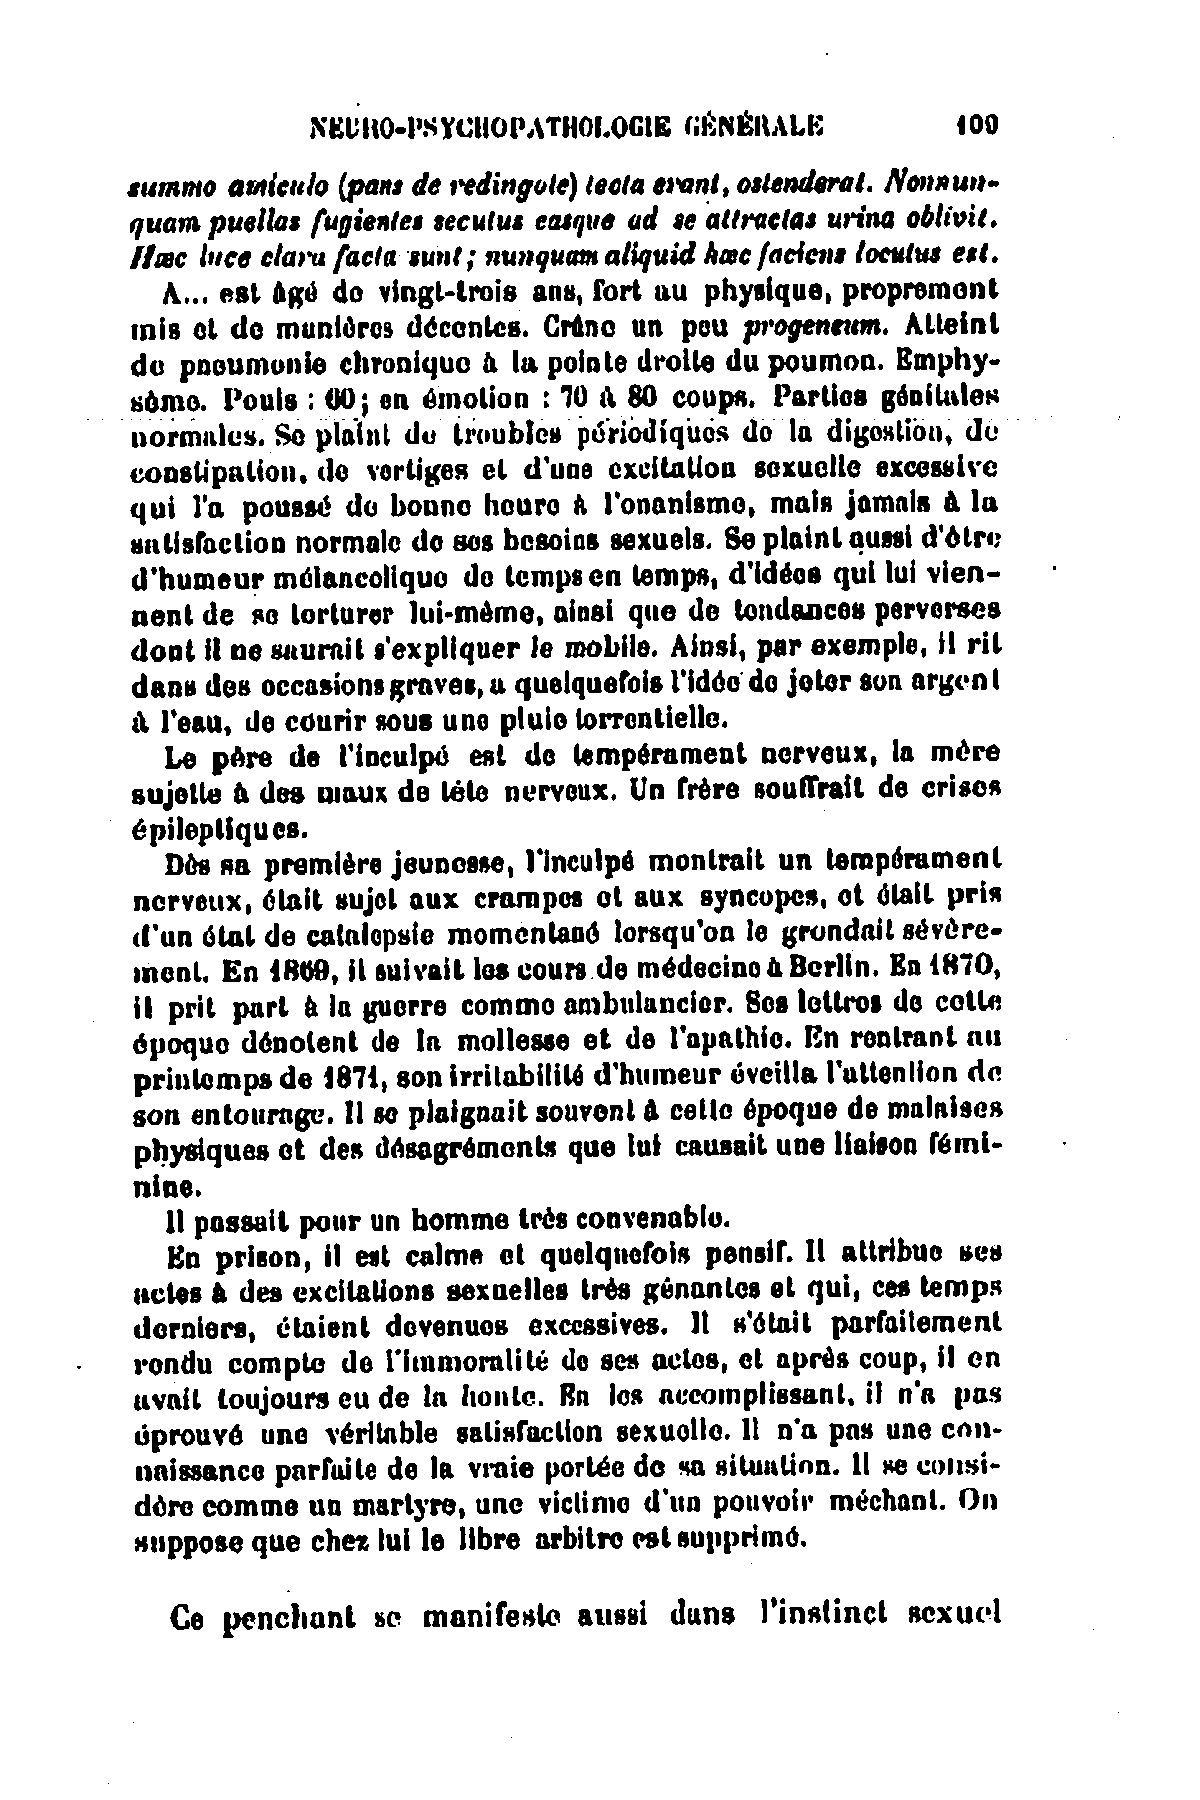 NEURO-PSYCHOPATHOLOGIE GÉNÉRALE 109
summo amiculo (pans de redingote) tecta erant, ostenderat. Nonnun-
quam puellas fugientes secutus easque ad se attractas urina oblivit.
Hæc luce clara facta sunt; nunquam aliquid hæc faciens locutus est.
A... est âgé de vingt-trois ans, fort au physique, proprement
mis et de manières décentes. Crâne un peu progeneum. Atteint
de pneumonie chronique à la pointe droite du poumon. Emphy-
sème. Pouls : 60; en émotion : 70 à 80 coups. Parties génitales
normales. Se plaint de troubles périodiques de la digestion, de
constipation, de vertiges et d'une excitation sexuelle excessive
qui l'a poussé de bonne heure à l'onanisme, mais jamais à la
satisfaction normale de ses besoins sexuels. Se plaint aussi d'être
d'humeur mélancolique de temps en temps, d'idées qui lui vien-
nent de se torturer lui-même, ainsi que de tendances perverses
dont il ne saurait s'expliquer le mobile. Ainsi, par exemple, il rit
dans des occasions graves, a quelquefois l'idée de jeter son argent
à l'eau, de courir sous une pluie torrentielle.
Le père de l'inculpé est de tempérament nerveux, la mère
sujette à des maux de tête nerveux. Un frère souffrait de crises
épileptiques.
Dès sa première jeunesse, l'inculpé montrait un tempérament
nerveux, était sujet aux crampes et aux syncopes, et était pris
d'un état de catalepsie momentané lorsqu'on le grondait sévère-
ment. En 1869, il suivait les cours de médecine à Berlin. En 1870,
il prit part à la guerre comme ambulancier. Ses lettres de cette
époque dénotent de la mollesse et de l'apathie. En rentrant au
printemps de 1871, son irritabilité d'humeur éveilla l'attention de
son entourage. Il se plaignait souvent à cette époque de malaises
physiques et des désagréments que lui causait une liaison fémi-
nine.
Il passait pour un homme très convenable.
En prison, il est calme et quelquefois pensif. Il attribue ses
actes à des excitations sexuelles très gênantes et qui, ces temps
derniers, étaient devenues excessives. Il s'était parfaitement
rendu compte de l'immoralité de ses actes, et après coup, il en
avait toujours eu de la honte. En les accomplissant, il n'a pas
éprouvé une véritable satisfaction sexuelle. Il n'a pas une con-
naissance parfaite de la vraie portée de sa situation. Il se consi-
dère comme un martyre, une victime d'un pouvoir méchant. On
suppose que chez lui le libre arbitre est supprimé.
Ce penchant se manifeste aussi dans l'instinct sexuel